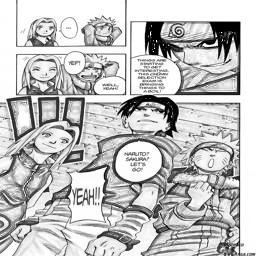 YEP!
WELL,
YEAH!
THINGS ARE
STARTING
TO GET
INTERESTING.
THIS CHUNIN
SELECTION
EXAM IS
BRINGING
THINGS TO
A BOIL!
NARUTO?
SAKURA?
LET'S
GO!
YEAH!!